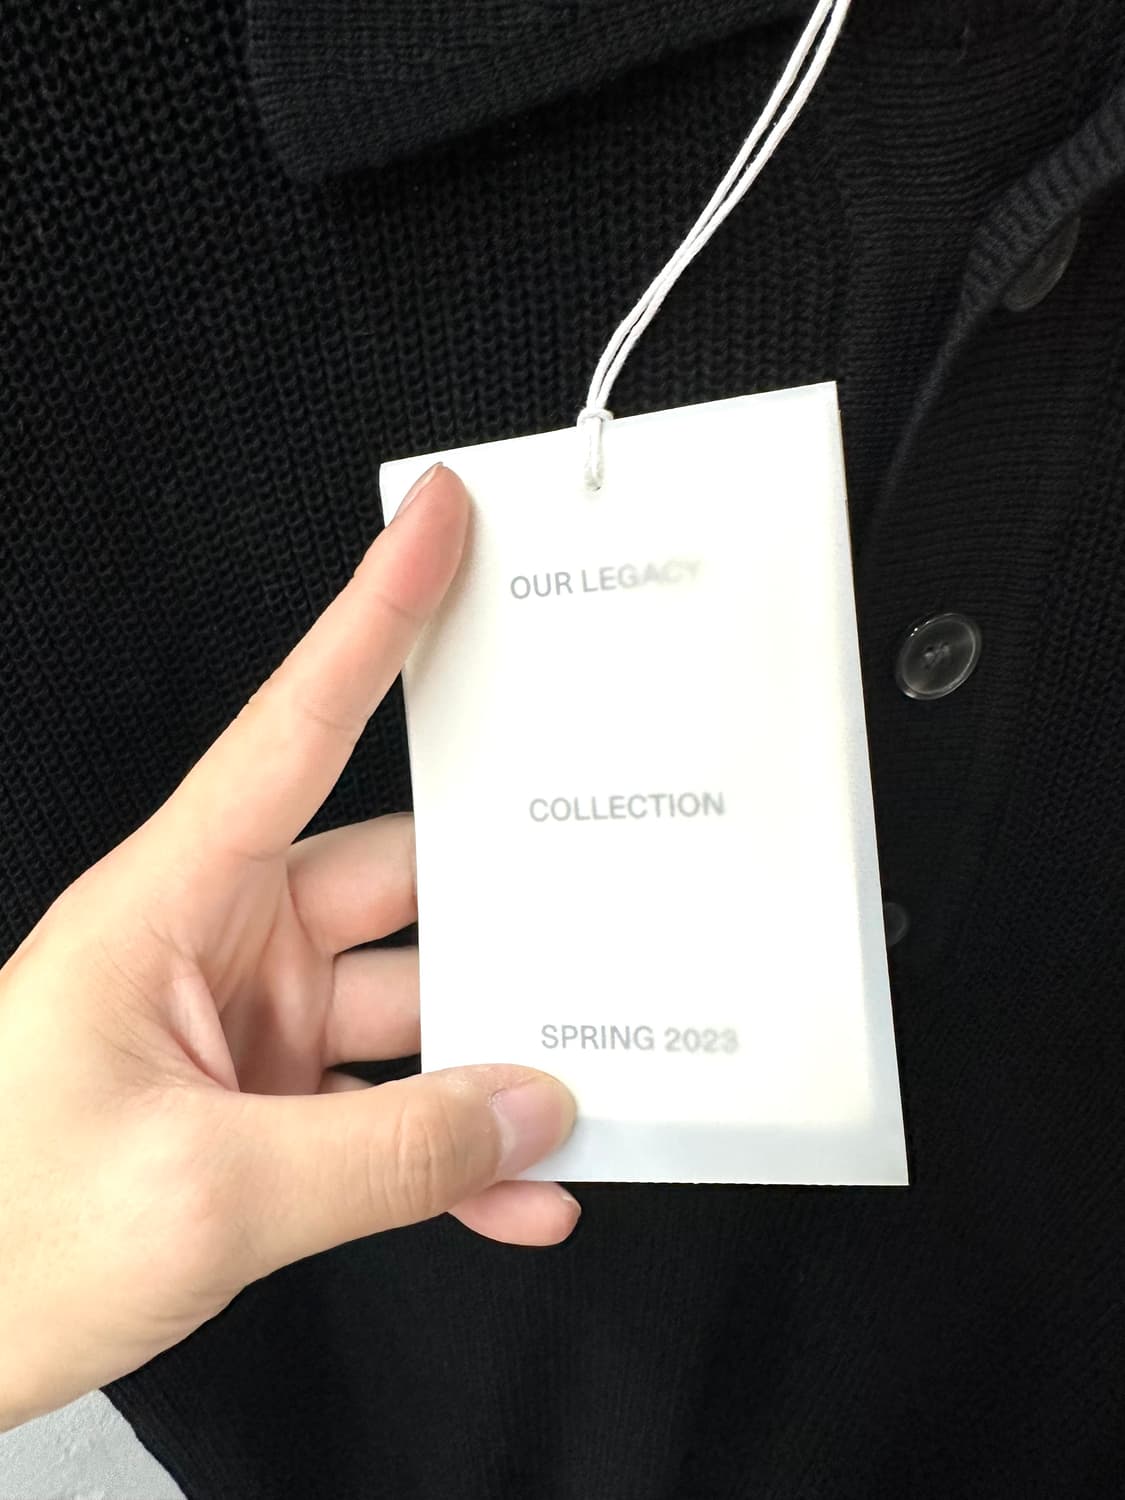 OUR LEGACY
COLLECTION
SPRING 2023